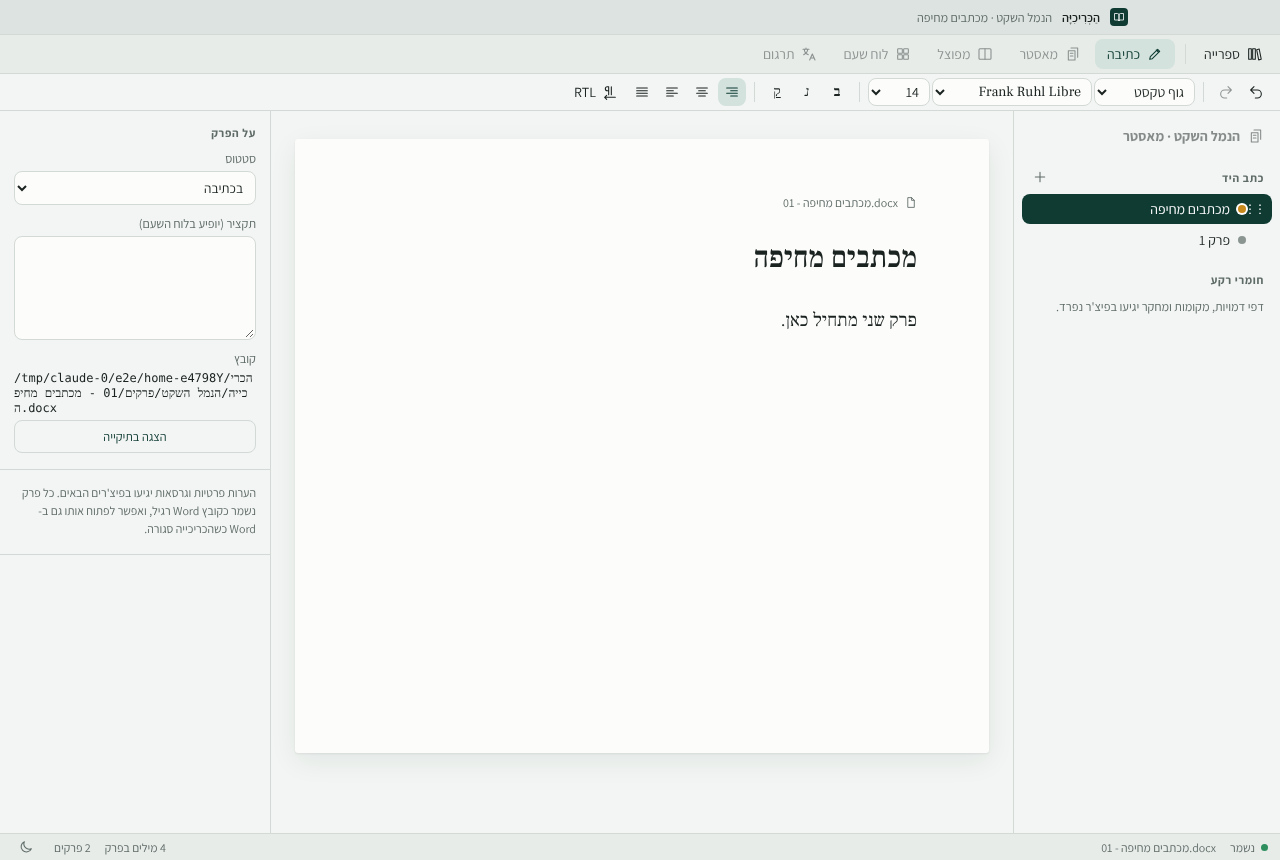 הַכְּרִיכִיָּה הנמל השקט · מכתבים מחיפה
ספרייה כתיבה מאסטר מפוצל לוח שעם תרגום
גוף טקסט Frank Ruhl Libre 14 ב נ ק RTL
הנמל השקט · מאסטר
כתב היד
מכתבים מחיפה
פרק 1
חומרי רקע
דפי דמויות, מקומות ומחקר יגיעו בפיצ'ר נפרד.
01 - מכתבים מחיפה.docx
מכתבים מחיפה
פרק שני מתחיל כאן.
על הפרק
סטטוס
בכתיבה
תקציר (יופיע בלוח השעם)
קובץ
/tmp/claude-0/e2e/home-e4798Y/הכרי
כייה/הנמל השקט/פרקים/01 - מכתבים מחיפ
ה.docx
הצגה בתיקייה
הערות פרטיות וגרסאות יגיעו בפיצ'רים הבאים. כל פרק
נשמר כקובץ Word רגיל, ואפשר לפתוח אותו גם ב-
Word כשהכריכייה סגורה.
נשמר 01 - מכתבים מחיפה.docx 4 מילים בפרק 2 פרקים